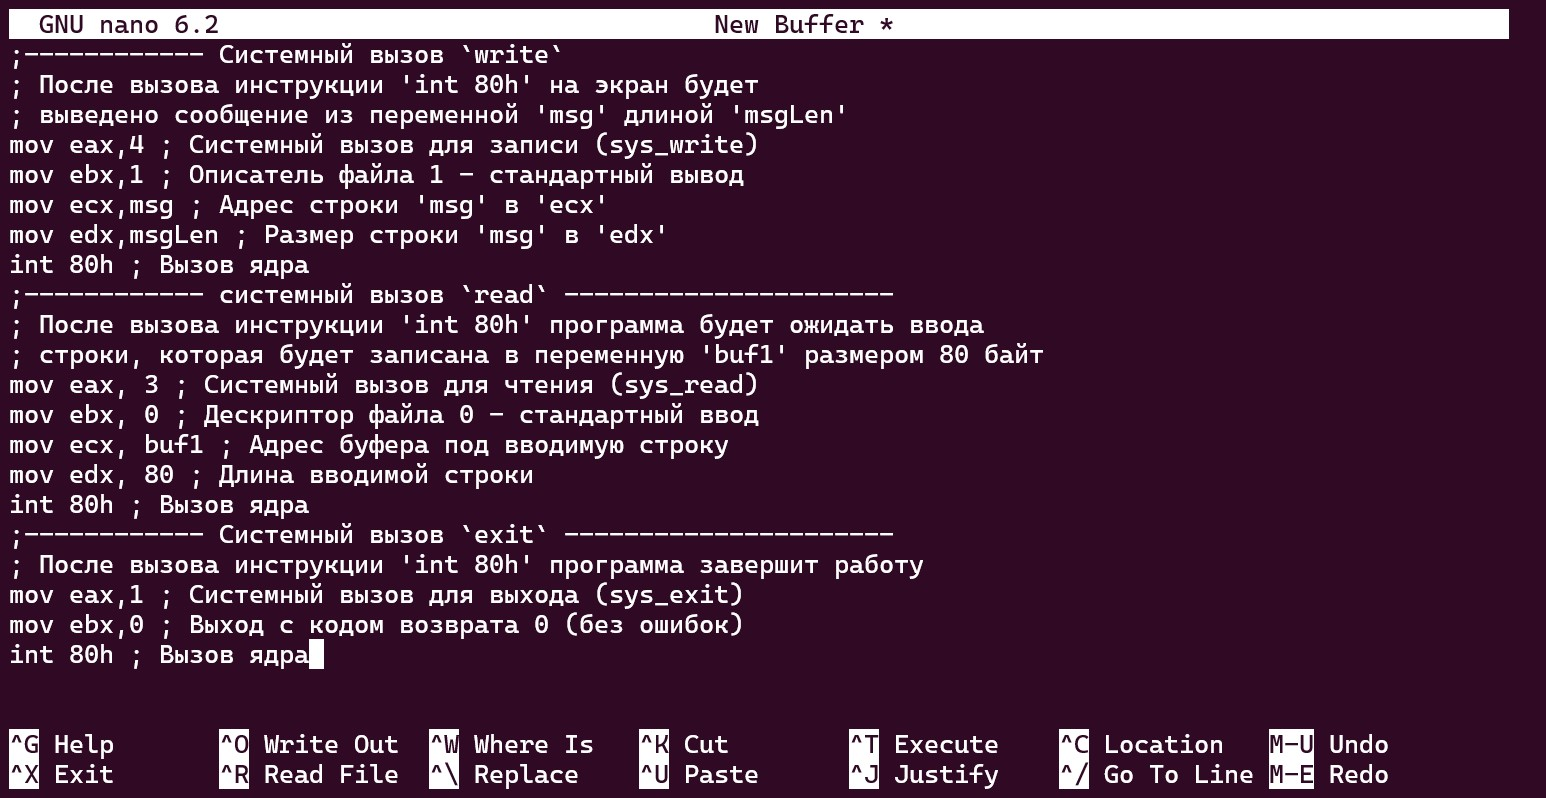 GNU nano 6.2 New Buffer *
;------------ Системный вызов `write`
; После вызова инструкции 'int 80h' на экран будет
; выведено сообщение из переменной 'msg' длиной 'msgLen'
mov eax,4 ; Системный вызов для записи (sys_write)
mov ebx,1 ; Описатель файла 1 - стандартный вывод
mov ecx,msg ; Адрес строки 'msg' в 'ecx'
mov edx,msgLen ; Размер строки 'msg' в 'edx'
int 80h ; Вызов ядра
;------------ системный вызов `read` ----------------------
; После вызова инструкции 'int 80h' программа будет ожидать ввода
; строки, которая будет записана в переменную 'buf1' размером 80 байт
mov eax, 3 ; Системный вызов для чтения (sys_read)
mov ebx, 0 ; Дескриптор файла 0 - стандартный ввод
mov ecx, buf1 ; Адрес буфера под вводимую строку
mov edx, 80 ; Длина вводимой строки
int 80h ; Вызов ядра
;------------ Системный вызов `exit` ----------------------
; После вызова инструкции 'int 80h' программа завершит работу
mov eax,1 ; Системный вызов для выхода (sys_exit)
mov ebx,0 ; Выход с кодом возврата 0 (без ошибок)
int 80h ; Вызов ядра
^G Help ^O Write Out ^W Where Is ^K Cut ^T Execute ^C Location M-U Undo
^X Exit ^R Read File ^\ Replace ^U Paste ^J Justify ^/ Go To Line M-E Redo